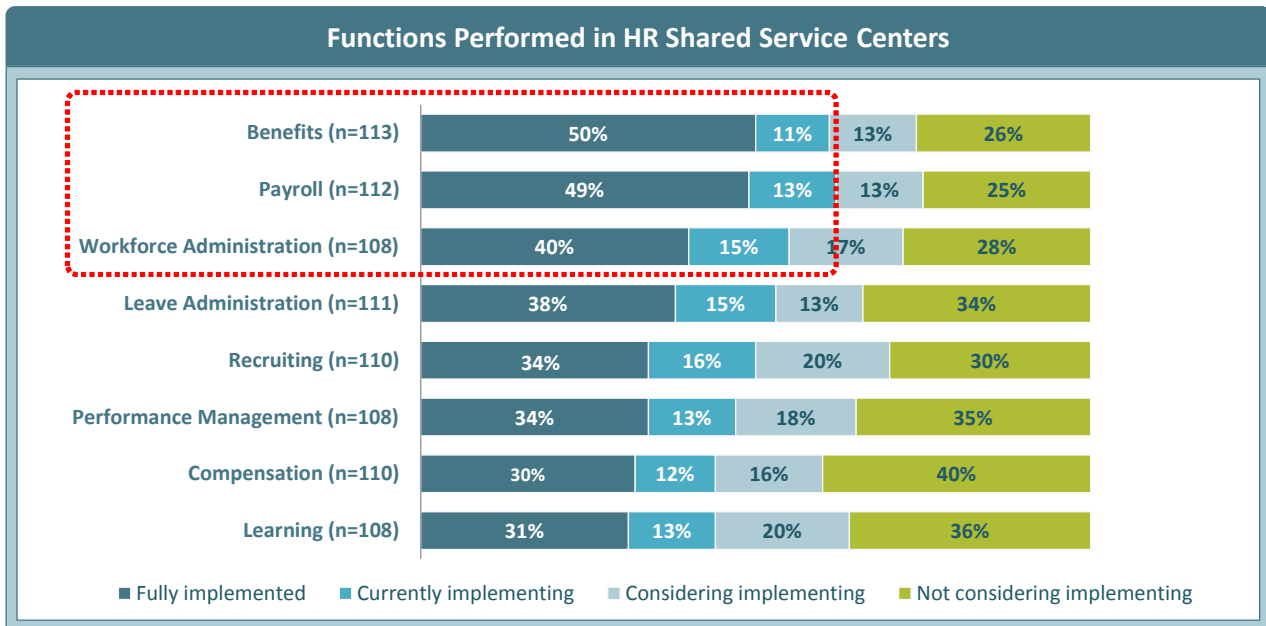 Functions Performed in HR Shared Service Centers
Benefits (n=113) 50% 11% 13% 26%
Payroll (n=112) 49% 13% 13% 25%
Workforce Administration (n=108) 40% 15% 17% 28%
Leave Administration (n=111) 38% 15% 13% 34%
Recruiting (n=110) 34% 16% 20% 30%
Performance Management (n=108) 34% 13% 18% 35%
Compensation (n=110) 30% 12% 16% 40%
Learning (n=108) 31% 13% 20% 36%
Fully implemented Currently implementing Considering implementing Not considering implementing